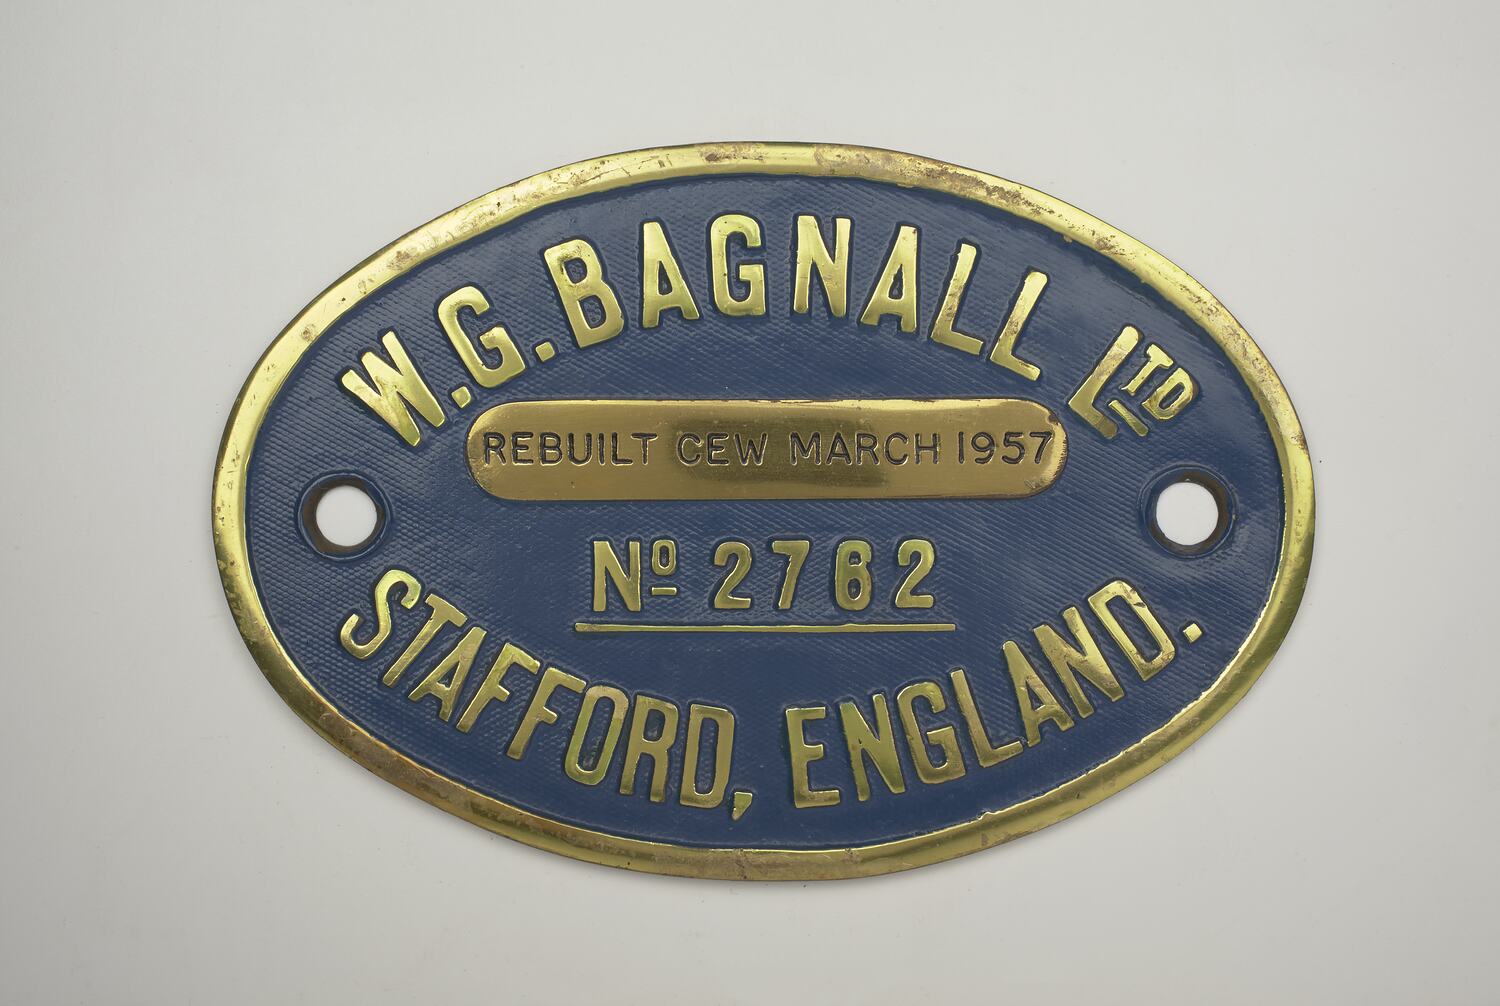 W.G. BAGNALL LTD
REBUILT CEW MARCH 1957
Nº 2762
STAFFORD, ENGLAND.